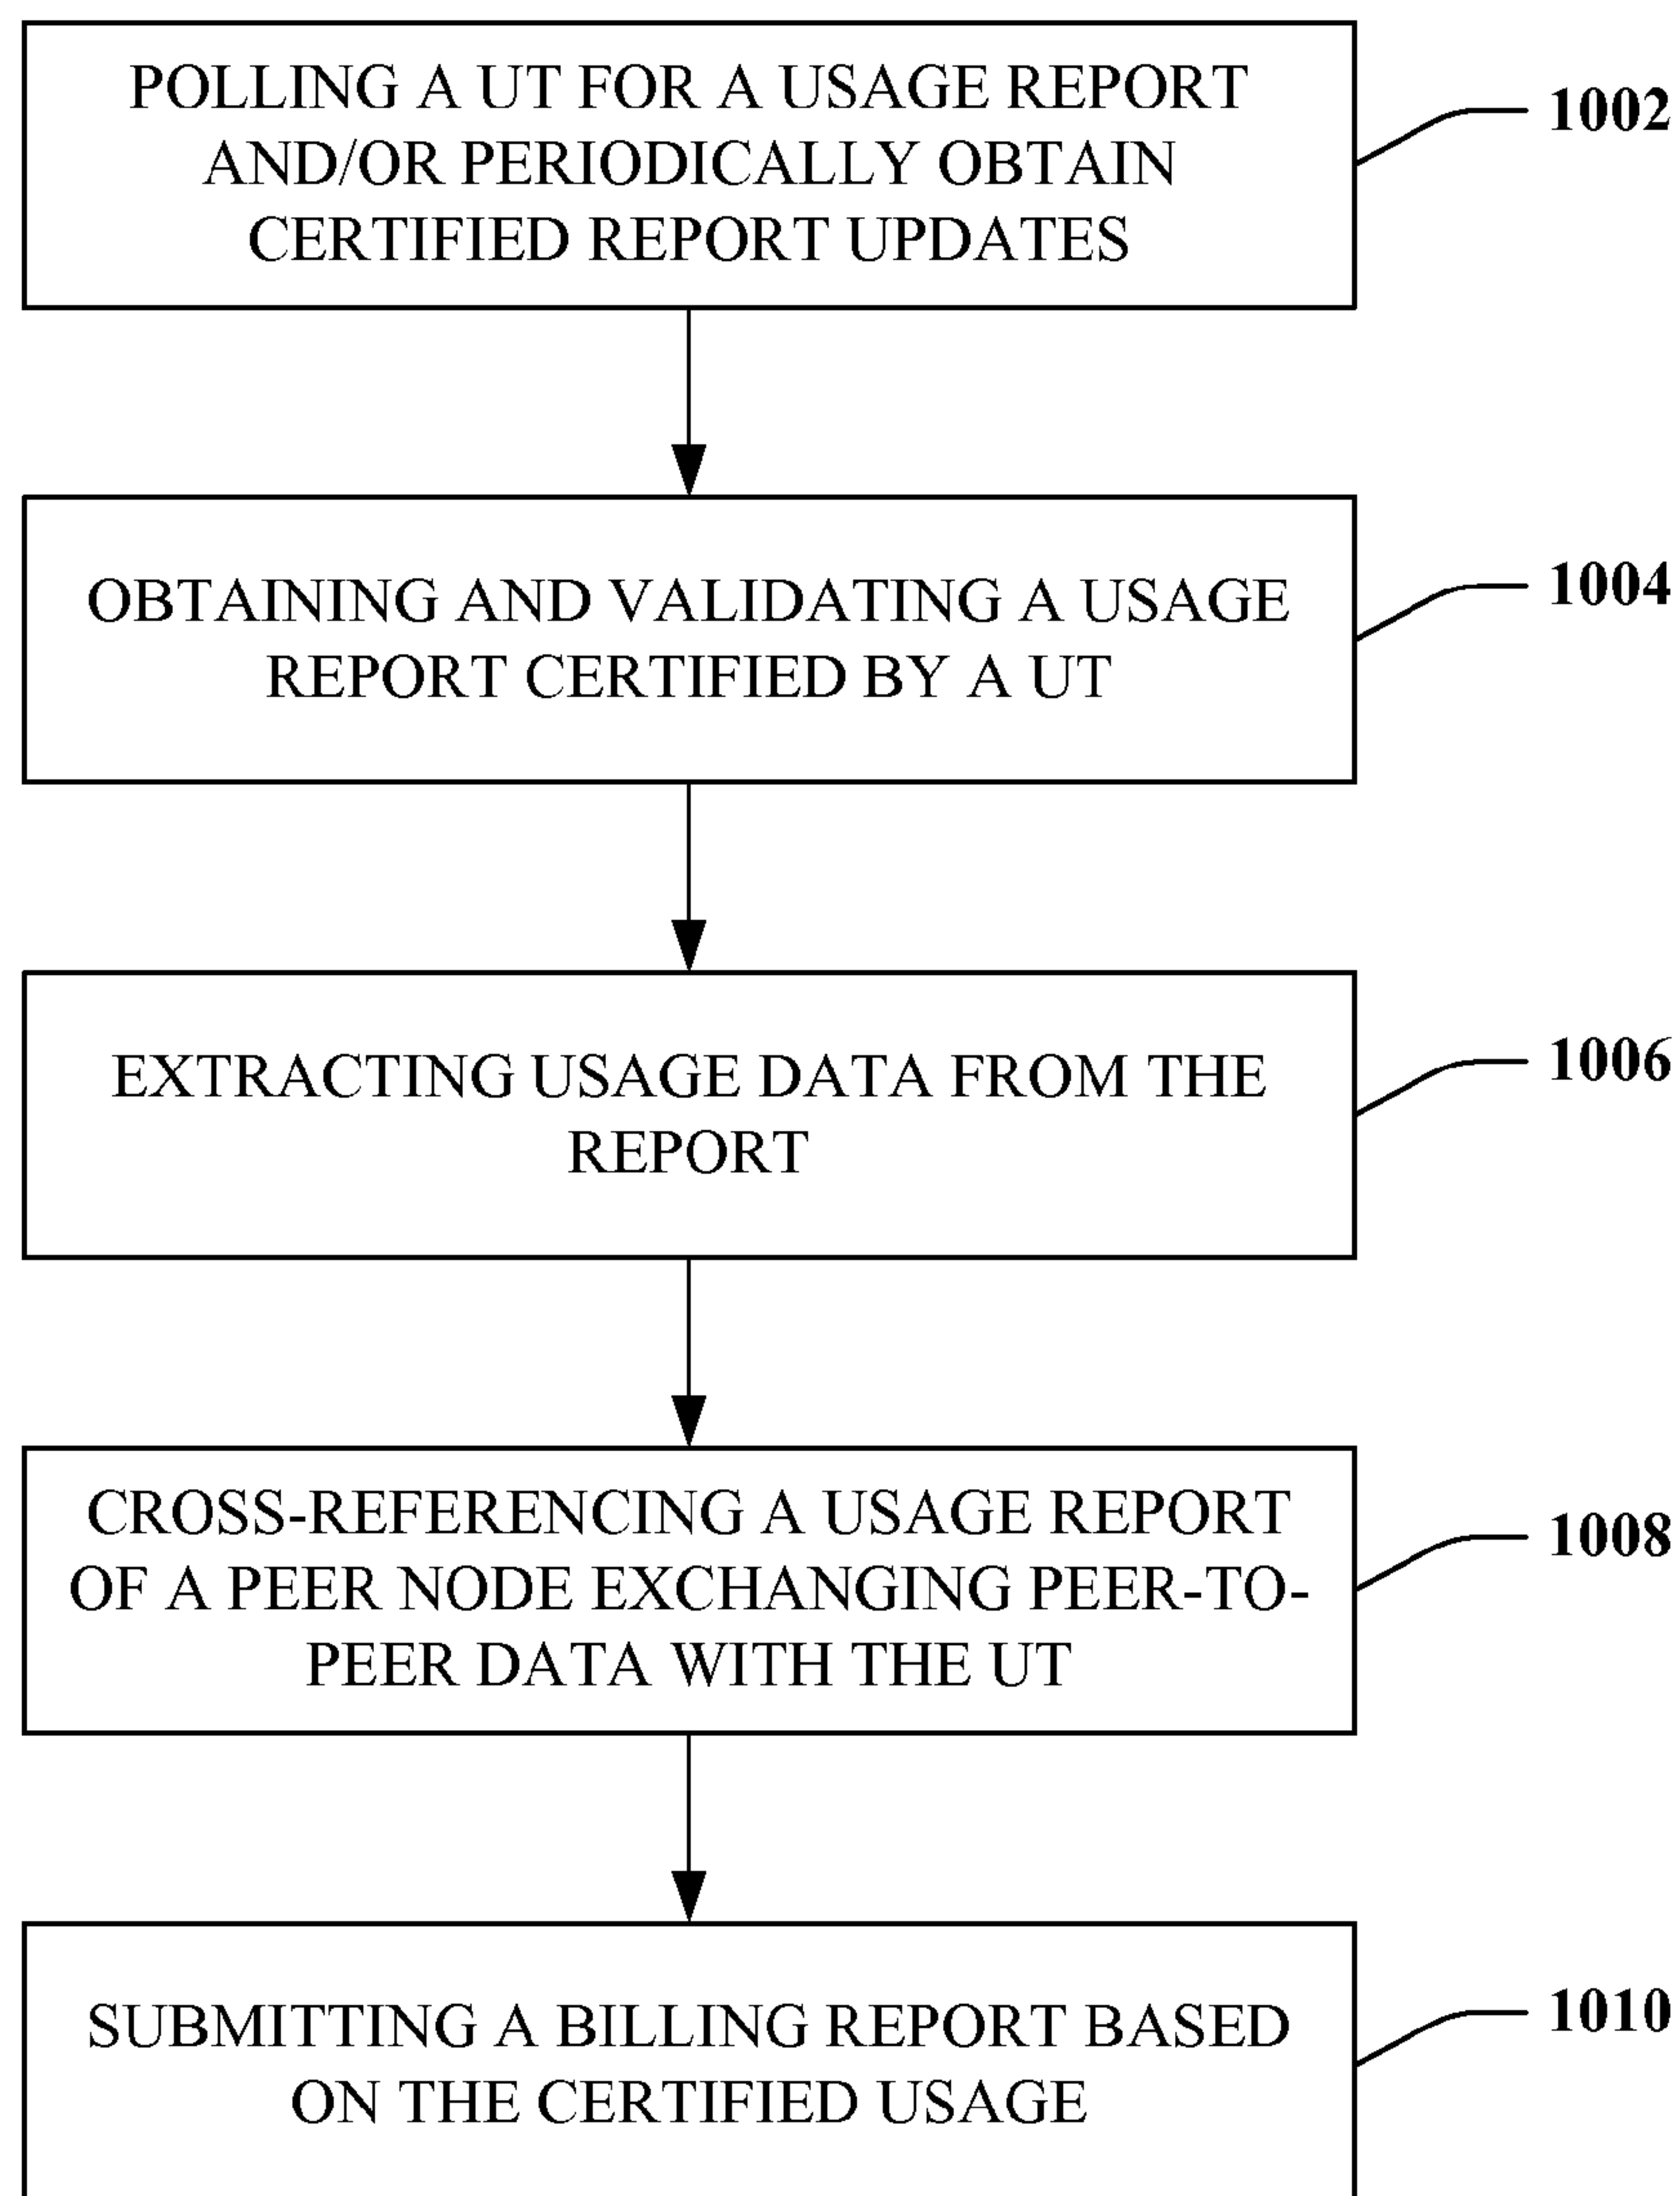 POLLING A UT FOR A USAGE REPORT
AND/OR PERIODICALLY OBTAIN
CERTIFIED REPORT UPDATES
1002
OBTAINING AND VALIDATING A USAGE
REPORT CERTIFIED BY A UT
1004
EXTRACTING USAGE DATA FROM THE
REPORT
1006
CROSS-REFERENCING A USAGE REPORT
OF A PEER NODE EXCHANGING PEER-TO-
PEER DATA WITH THE UT
1008
SUBMITTING A BILLING REPORT BASED
ON THE CERTIFIED USAGE
1010